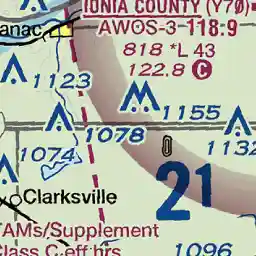 IONIA COUNTY (Y70)
anac
AWOS-3-118:9
818 *L 43
122.8 C
1123
1155
1078
1132
1074
21
Clarksville
TAMs/Supplement
Class C eff hrs
1096